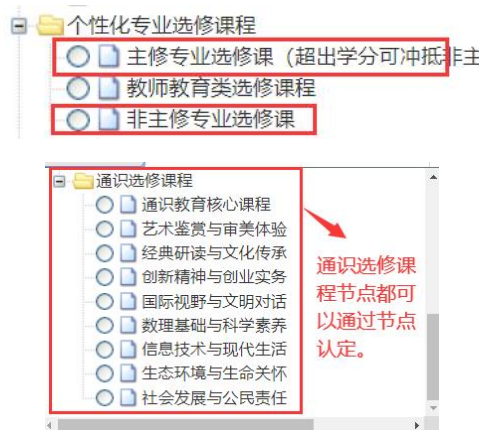 个性化专业选修课程
主修专业选修课（超出学分可冲抵非主
教师教育类选修课程
非主修专业选修课
通识选修课程
通识教育核心课程
艺术鉴赏与审美体验
经典研读与文化传承
创新精神与创业实务
国际视野与文明对话
数理基础与科学素养
信息技术与现代生活
生态环境与生命关怀
社会发展与公民责任
通识选修课
程节点都可
以通过节点
认定。